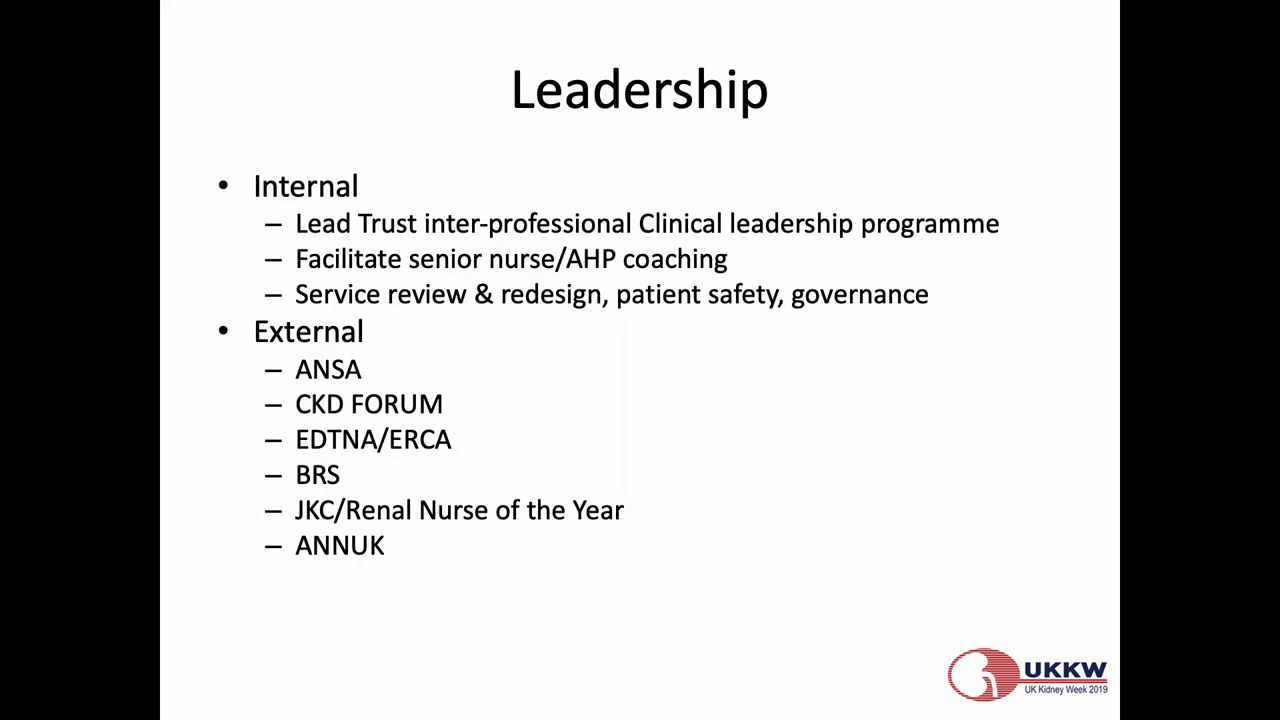 Leadership
• Internal
– Lead Trust inter-professional Clinical leadership programme
– Facilitate senior nurse/AHP coaching
– Service review & redesign, patient safety, governance
• External
– ANSA
– CKD FORUM
– EDTNA/ERCA
– BRS
– JKC/Renal Nurse of the Year
– ANNUK
UKKW
UK Kidney Week 2019